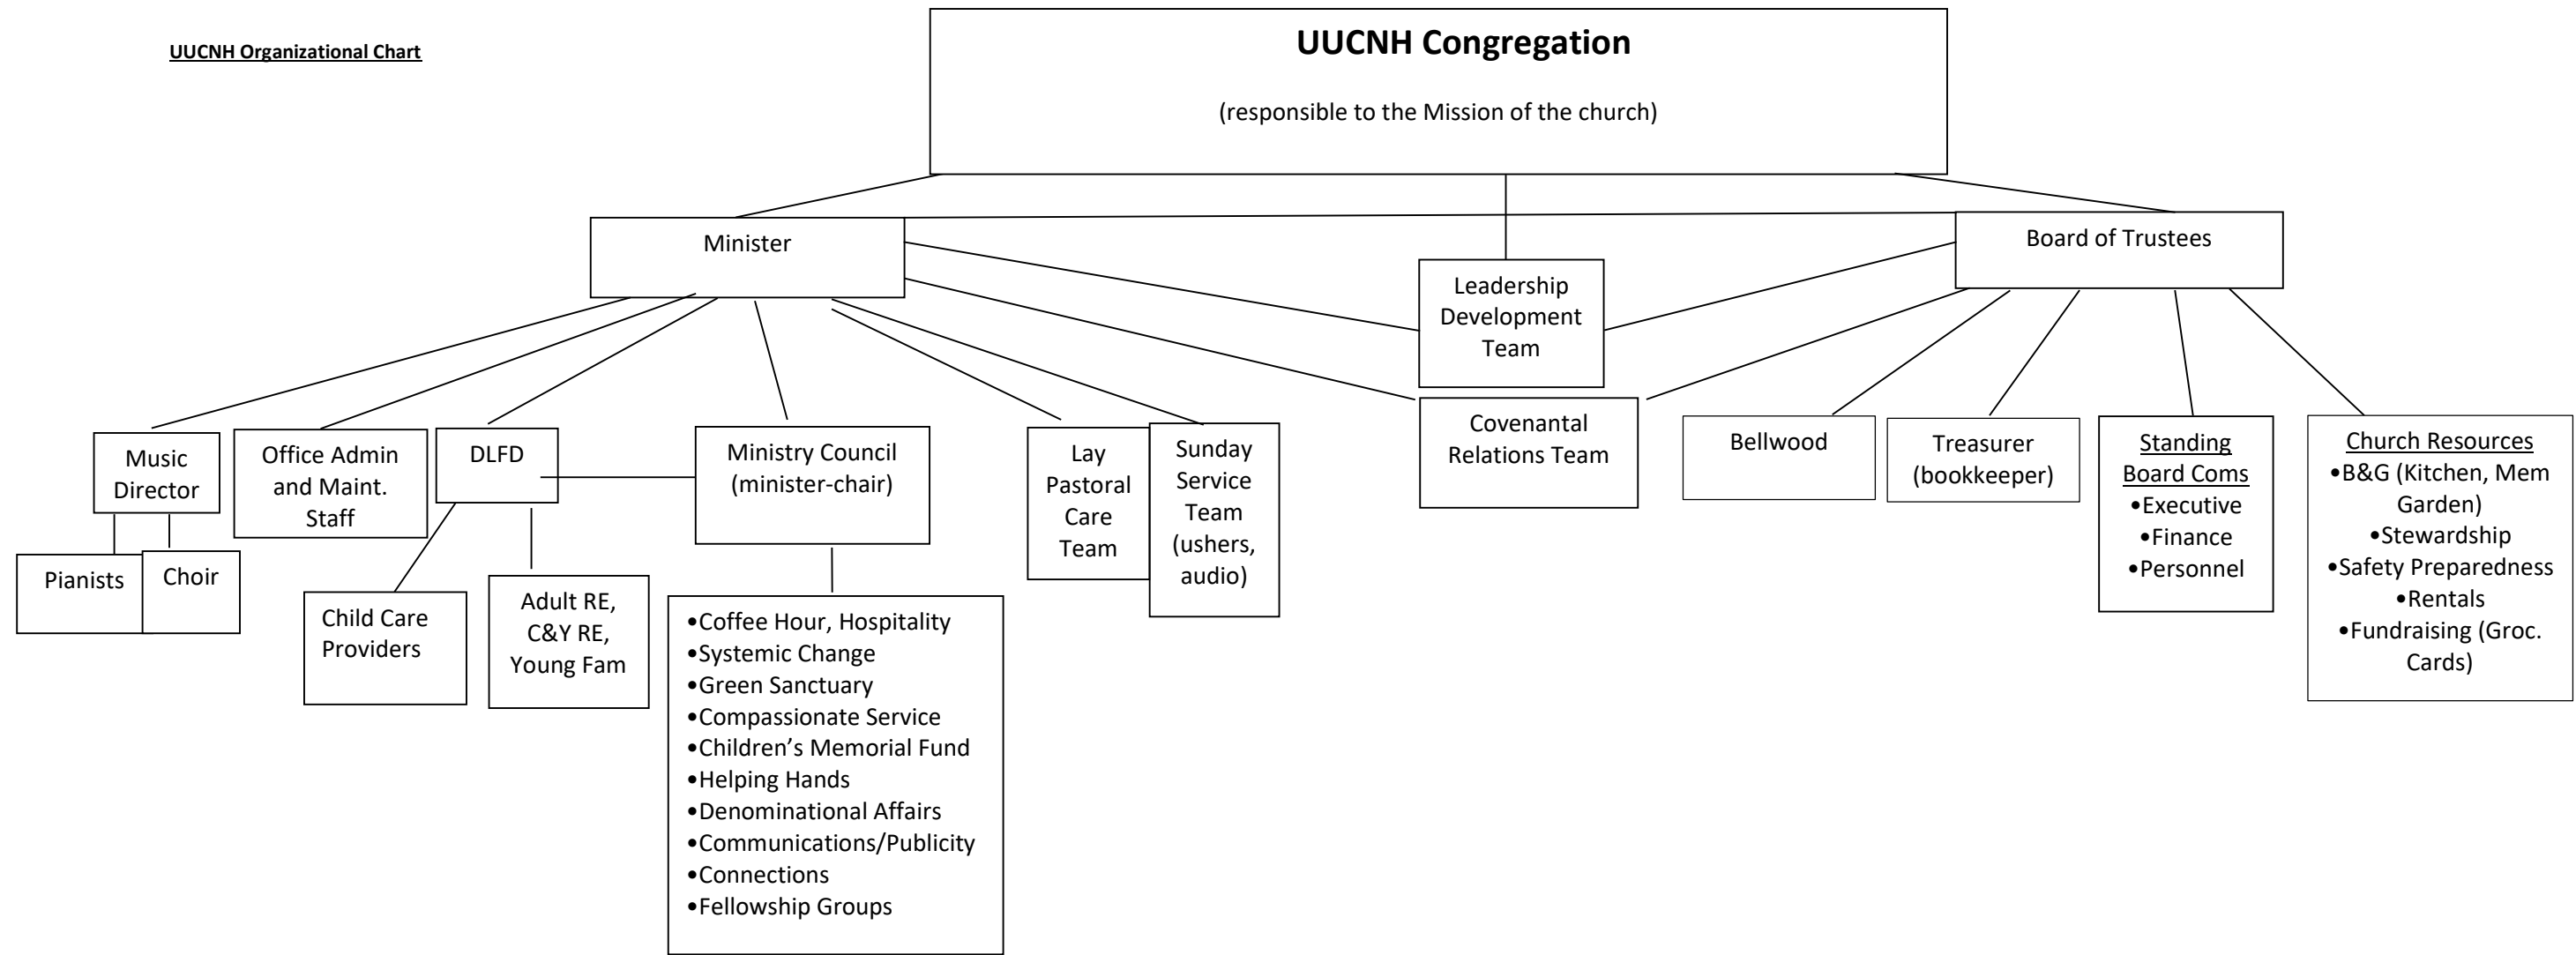 UUCNH Organizational Chart
UUCNH Congregation
(responsible to the Mission of the church)
Minister
Board of Trustees
Leadership
Development
Team
Covenantal
Relations Team
Music
Director
Office Admin
and Maint.
Staff
DLFD
Ministry Council
(minister-chair)
Lay
Pastoral
Care
Team
Sunday
Service
Team
(ushers,
audio)
Bellwood
Treasurer
(bookkeeper)
Standing
Board Coms
•Executive
•Finance
•Personnel
Church Resources
•B&G (Kitchen, Mem
Garden)
•Stewardship
•Safety Preparedness
•Rentals
•Fundraising (Groc.
Cards)
Pianists
Choir
Child Care
Providers
Adult RE,
C&Y RE,
Young Fam
•Coffee Hour, Hospitality
•Systemic Change
•Green Sanctuary
•Compassionate Service
•Children’s Memorial Fund
•Helping Hands
•Denominational Affairs
•Communications/Publicity
•Connections
•Fellowship Groups